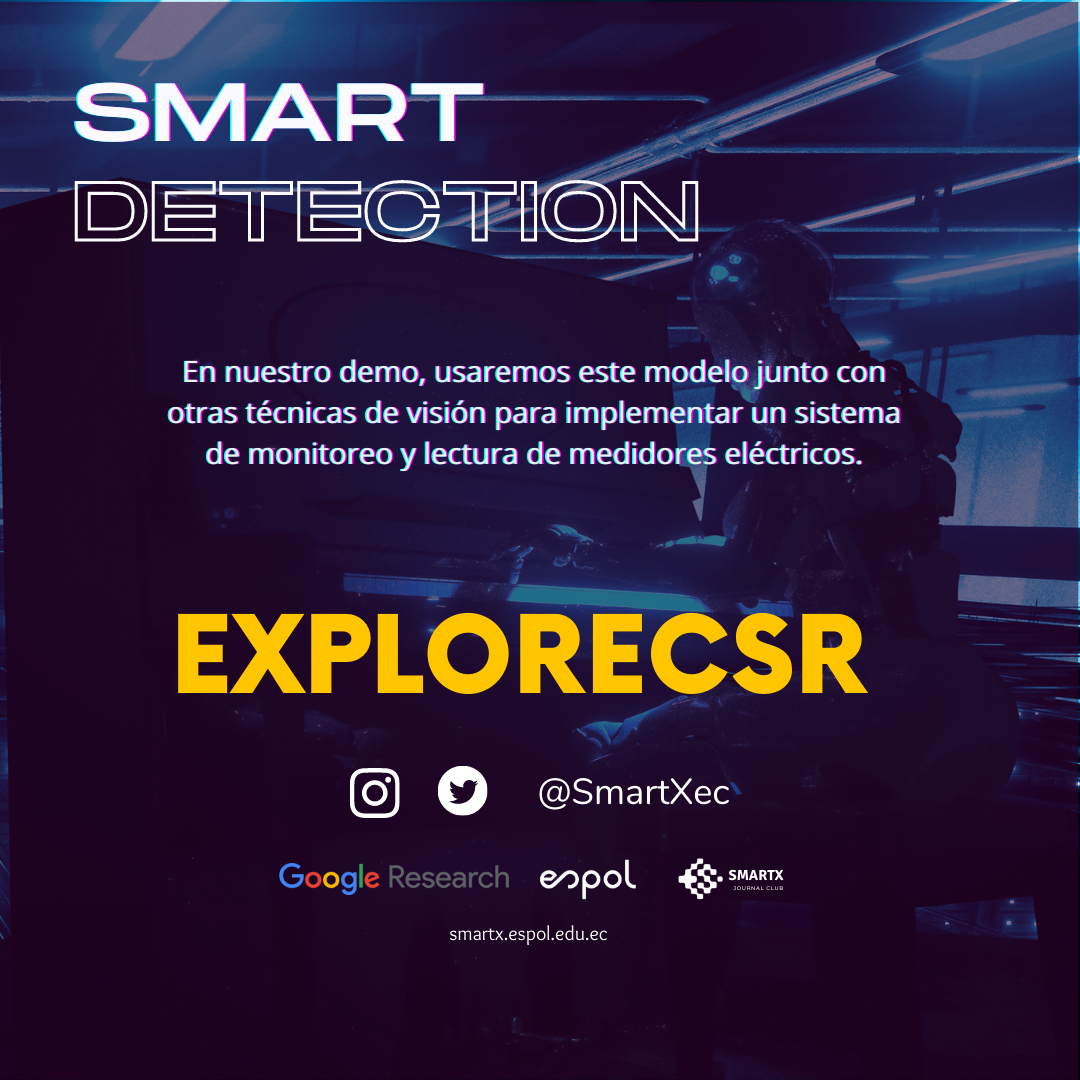 SMART
DETECTION
En nuestro demo, usaremos este modelo junto con
otras técnicas de visión para implementar un sistema
de monitoreo y lectura de medidores eléctricos.
EXPLORECSR
@SmartXec
Google Research espol SMARTX
JOURNAL CLUB
smartx.espol.edu.ec